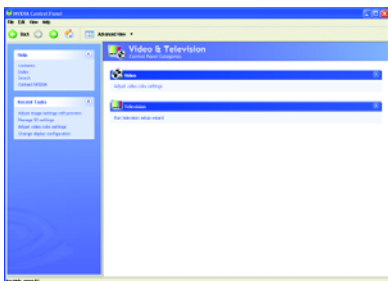 NVIDIA Control Panel
File Edit View Help
Back
Advanced View
Help
Contents
Index
Search
Contact NVIDIA
Recent Tasks
Adjust image settings with preview
Manage 3D settings
Adjust video color settings
Change display configuration
Video & Television
Control Panel Categories
Video
Adjust video color settings
Television
Run television setup wizard